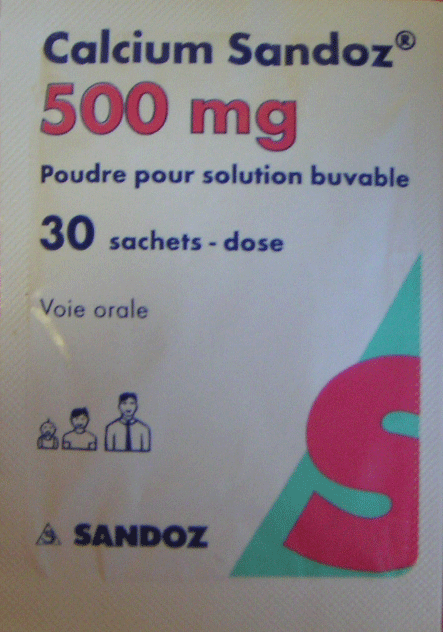 Calcium Sandoz®
500 mg
Poudre pour solution buvable
30 sachets - dose
Voie orale
S
SANDOZ